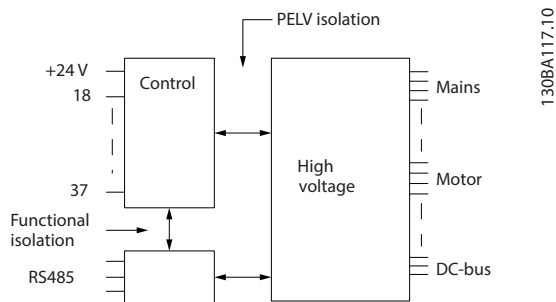 PELV isolation
130BA117.10
+24 V
Control
18
Mains
High
voltage
37
Motor
Functional
isolation
RS485
DC-bus